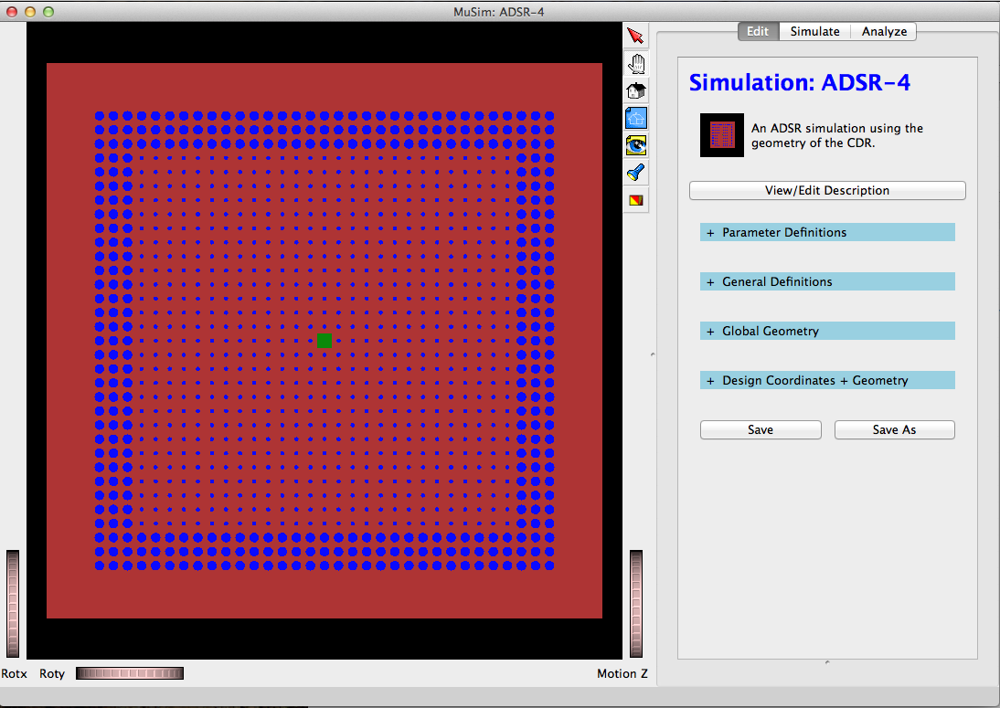 MuSim: ADSR-4
Edit
Simulate
Analyze
Simulation: ADSR-4
An ADSR simulation using the
geometry of the CDR.
View/Edit Description
+ Parameter Definitions
+ General Definitions
+ Global Geometry
+ Design Coordinates + Geometry
Save
Save As
Rotx
Roty
Motion Z